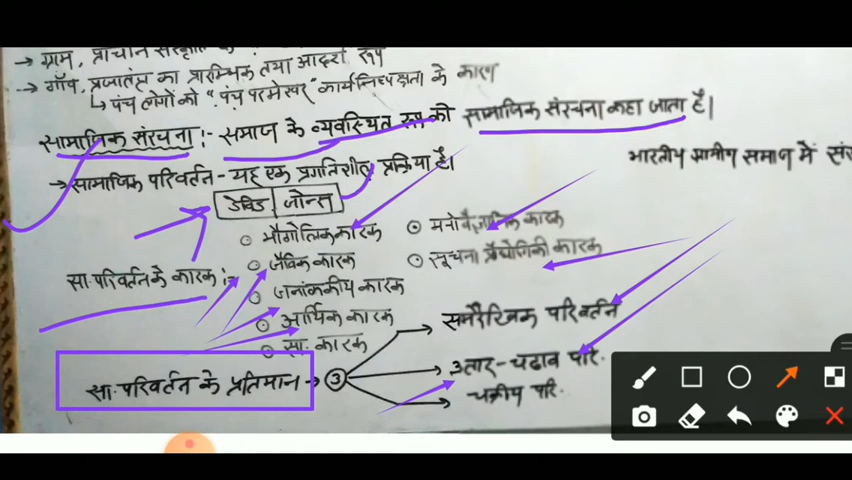 → ग्राम, प्राचीन संस्कृति के
→ गाँव, प्रजातंत्र का प्रारम्भिक तथा आदर्श रूप
↳ पंच लोगों को "पंच परमेश्वर" कार्यनिष्पक्षता के कारण
सामाजिक संरचना :- समाज के व्यवस्थित रूप को सामाजिक संरचना कहा जाता है।
→ सामाजिक परिवर्तन - यह एक प्रगतिशील प्रक्रिया है।
भारतीय ग्रामीण समाज में
डेविड जोन्स
सा. परिवर्तन के कारक :-
भौगोलिक कारक
मनोवैज्ञानिक कारक
जैविक कारक
सूचना प्रौद्योगिकी कारक
जनांककीय कारक
आर्थिक कारक
सा. कारक
सा. परिवर्तन के प्रतिमान → 3
समरैखिक परिवर्तन
उतार-चढाव परि.
चक्रीय परि.